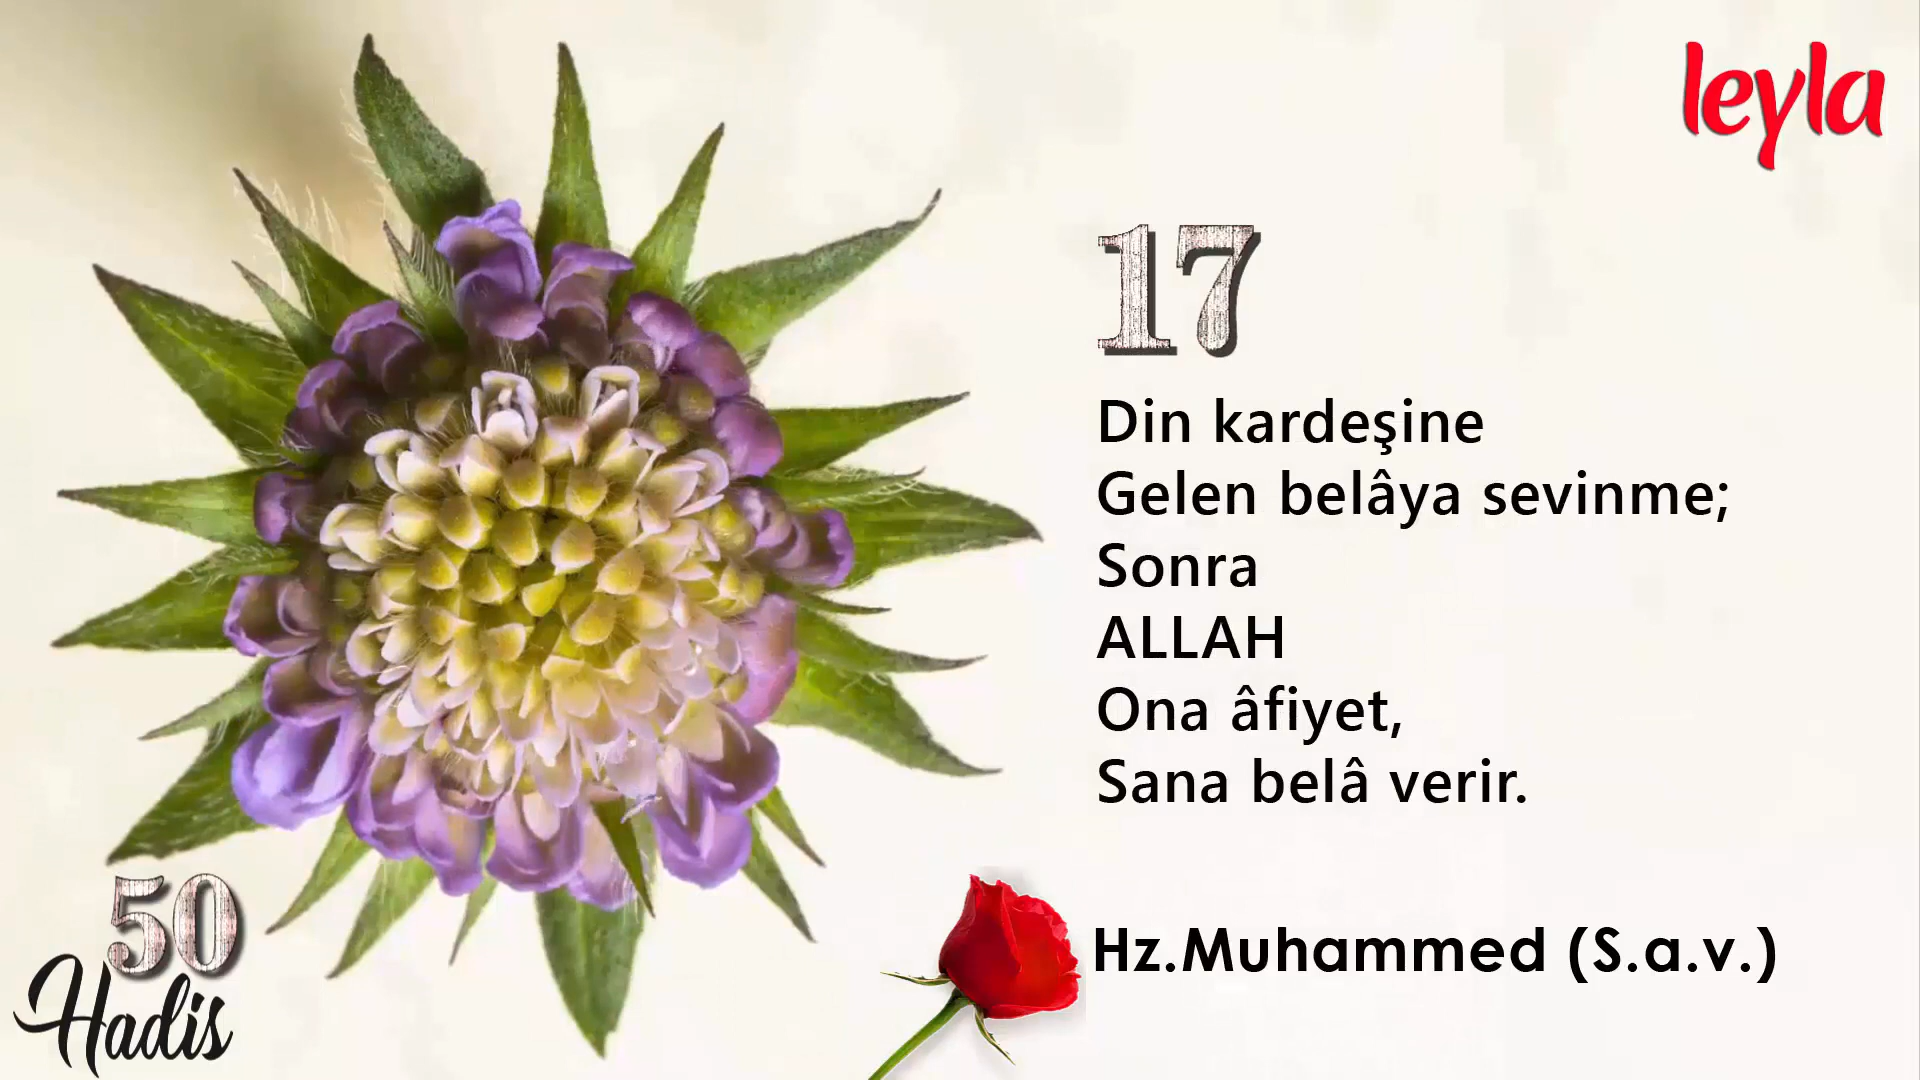 leyla
17
Din kardeşine
Gelen belâya sevinme;
Sonra
ALLAH
Ona âfiyet,
Sana belâ verir.
Hz.Muhammed (S.a.v.)
50
Hadis